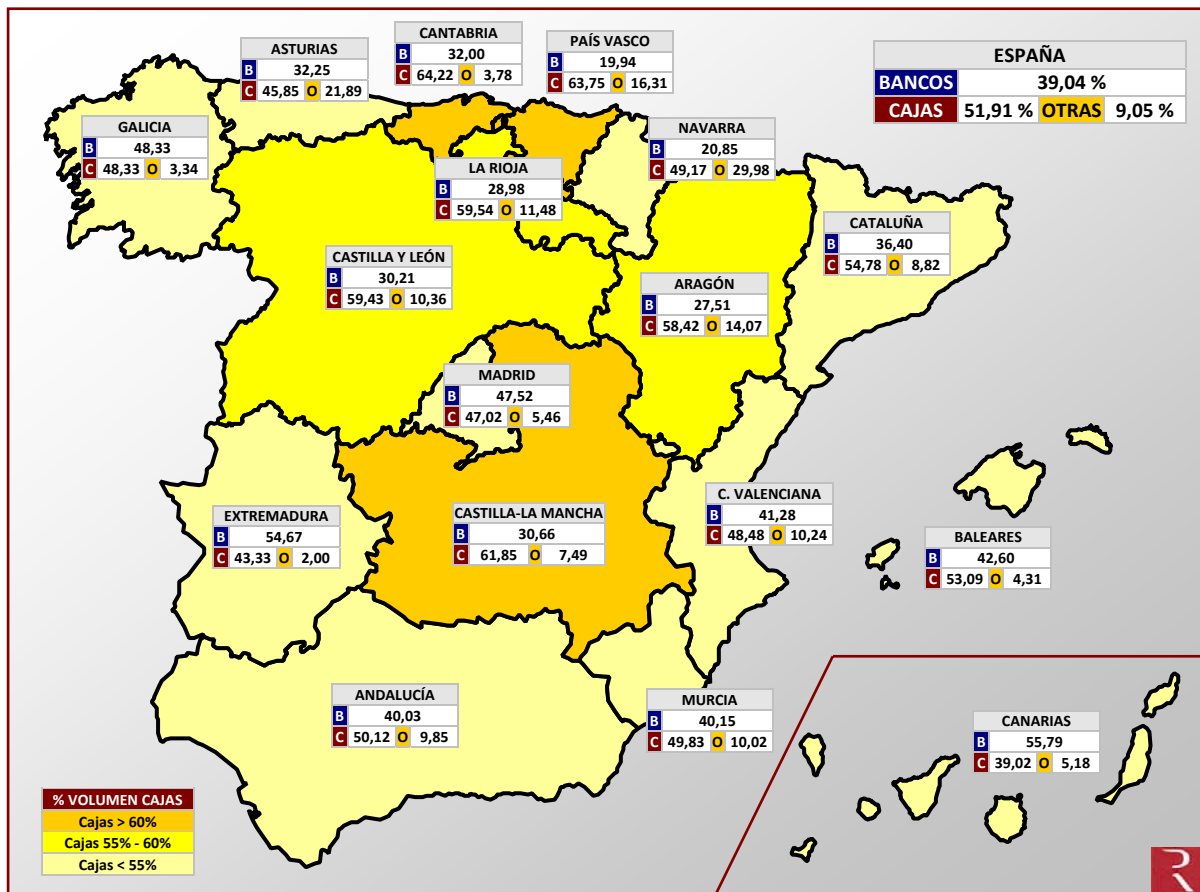 CANTABRIA
B 32,00
C 64,22 O 3,78
ASTURIAS
B 32,25
C 45,85 O 21,89
PAÍS VASCO
B 19,94
C 63,75 O 16,31
ESPAÑA
BANCOS 39,04 %
CAJAS 51,91 % OTRAS 9,05 %
GALICIA
B 48,33
C 48,33 O 3,34
NAVARRA
B 20,85
C 49,17 O 29,98
LA RIOJA
B 28,98
C 59,54 O 11,48
CATALUÑA
B 36,40
C 54,78 O 8,82
CASTILLA Y LEÓN
B 30,21
C 59,43 O 10,36
ARAGÓN
B 27,51
C 58,42 O 14,07
MADRID
B 47,52
C 47,02 O 5,46
C. VALENCIANA
B 41,28
C 48,48 O 10,24
EXTREMADURA
B 54,67
C 43,33 O 2,00
CASTILLA-LA MANCHA
B 30,66
C 61,85 O 7,49
BALEARES
B 42,60
C 53,09 O 4,31
ANDALUCÍA
B 40,03
C 50,12 O 9,85
MURCIA
B 40,15
C 49,83 O 10,02
CANARIAS
B 55,79
C 39,02 O 5,18
% VOLUMEN CAJAS
Cajas > 60%
Cajas 55% - 60%
Cajas < 55%
R